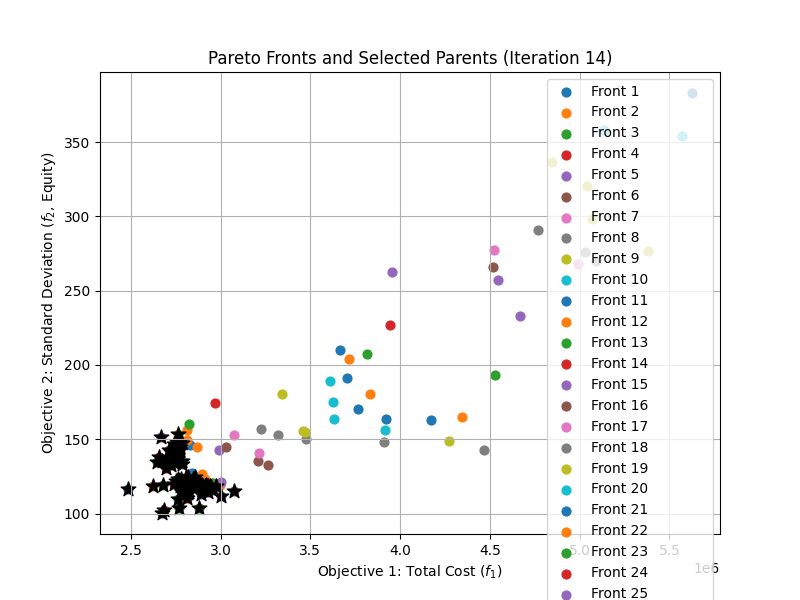 Pareto Fronts and Selected Parents (Iteration 14)
Objective 2: Standard Deviation (f2, Equity)
350
300
250
200
150
100
2.5 3.0 3.5 4.0 4.5 5.0 5.5
1e6
Objective 1: Total Cost (f1)
Front 1
Front 2
Front 3
Front 4
Front 5
Front 6
Front 7
Front 8
Front 9
Front 10
Front 11
Front 12
Front 13
Front 14
Front 15
Front 16
Front 17
Front 18
Front 19
Front 20
Front 21
Front 22
Front 23
Front 24
Front 25